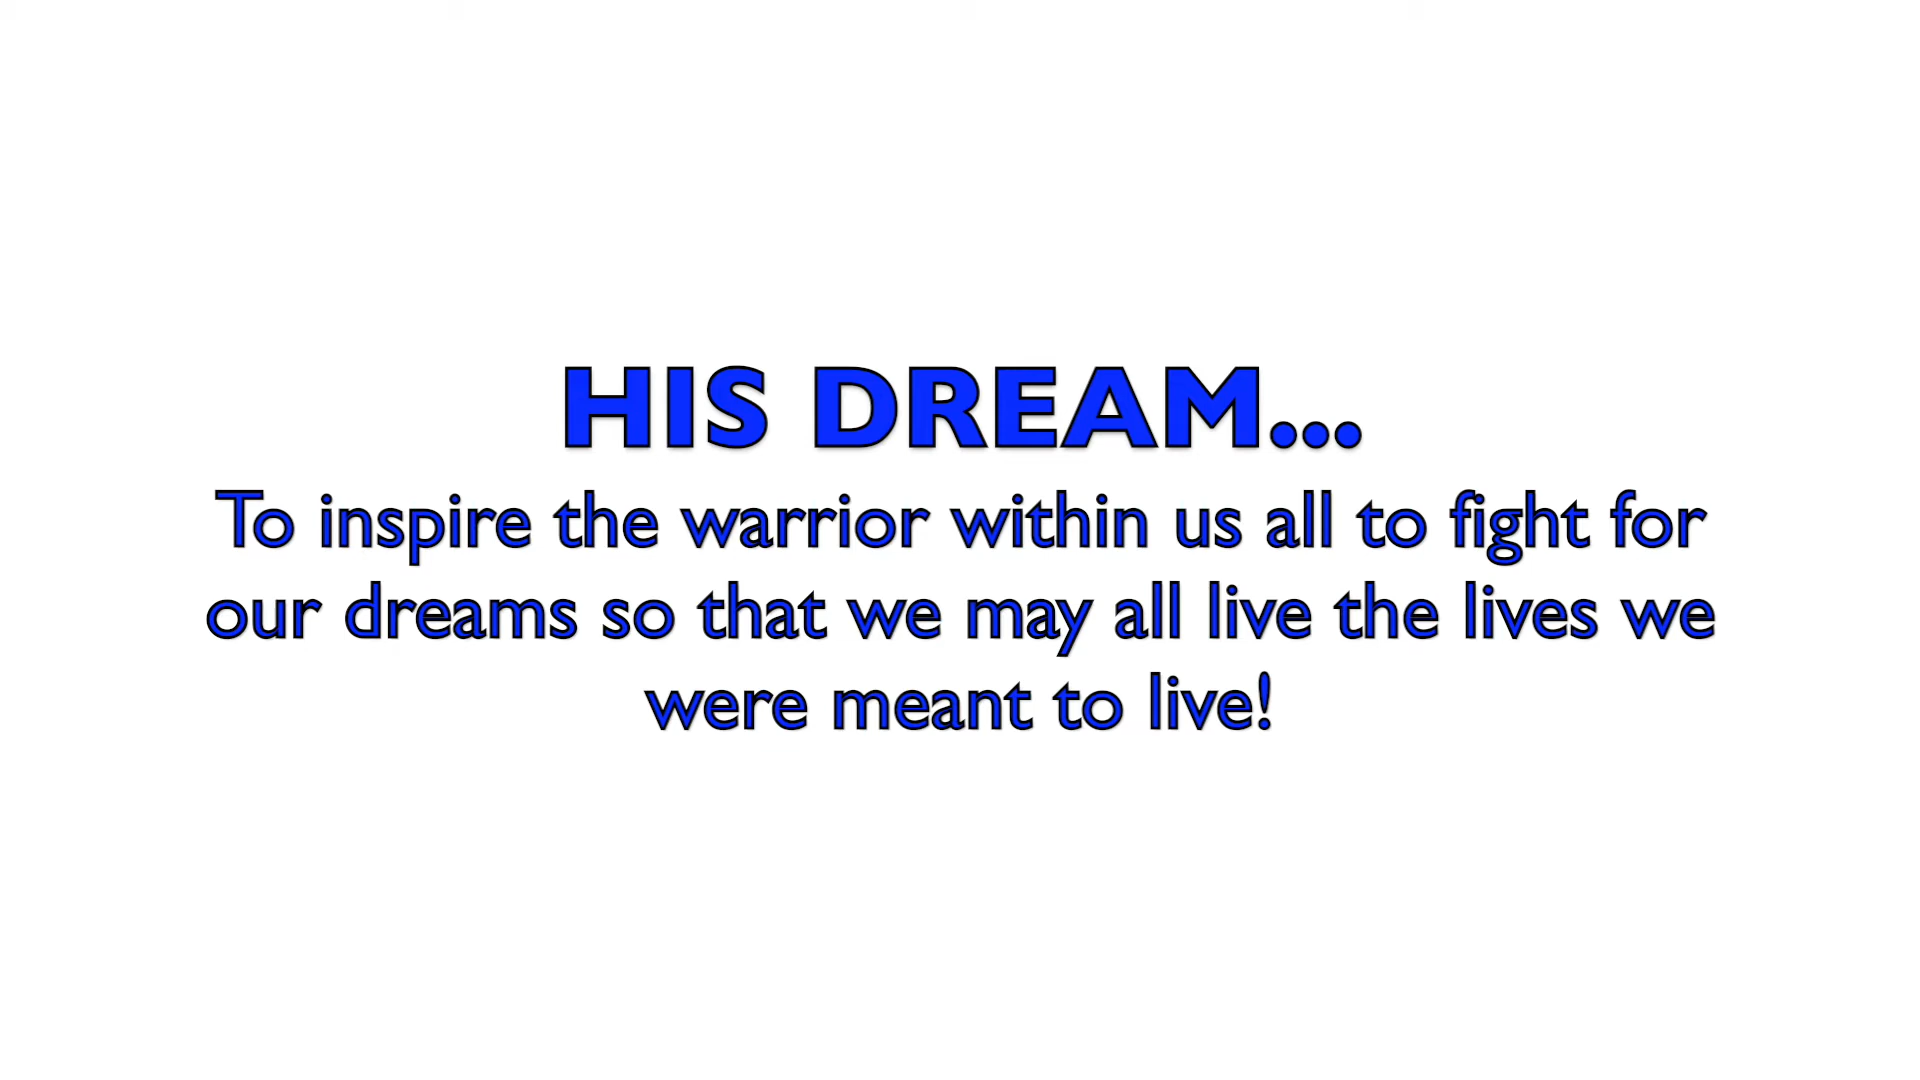 HIS DREAM...
To inspire the warrior within us all to fight for
our dreams so that we may all live the lives we
were meant to live!